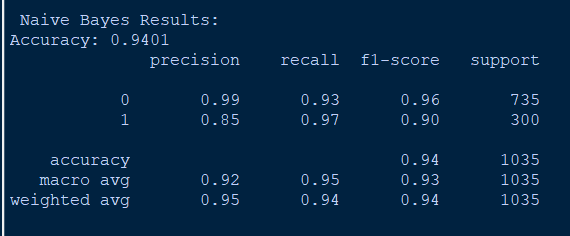 Naive Bayes Results:
Accuracy: 0.9401
precision recall f1-score support
0 0.99 0.93 0.96 735
1 0.85 0.97 0.90 300
accuracy 0.94 1035
macro avg 0.92 0.95 0.93 1035
weighted avg 0.95 0.94 0.94 1035